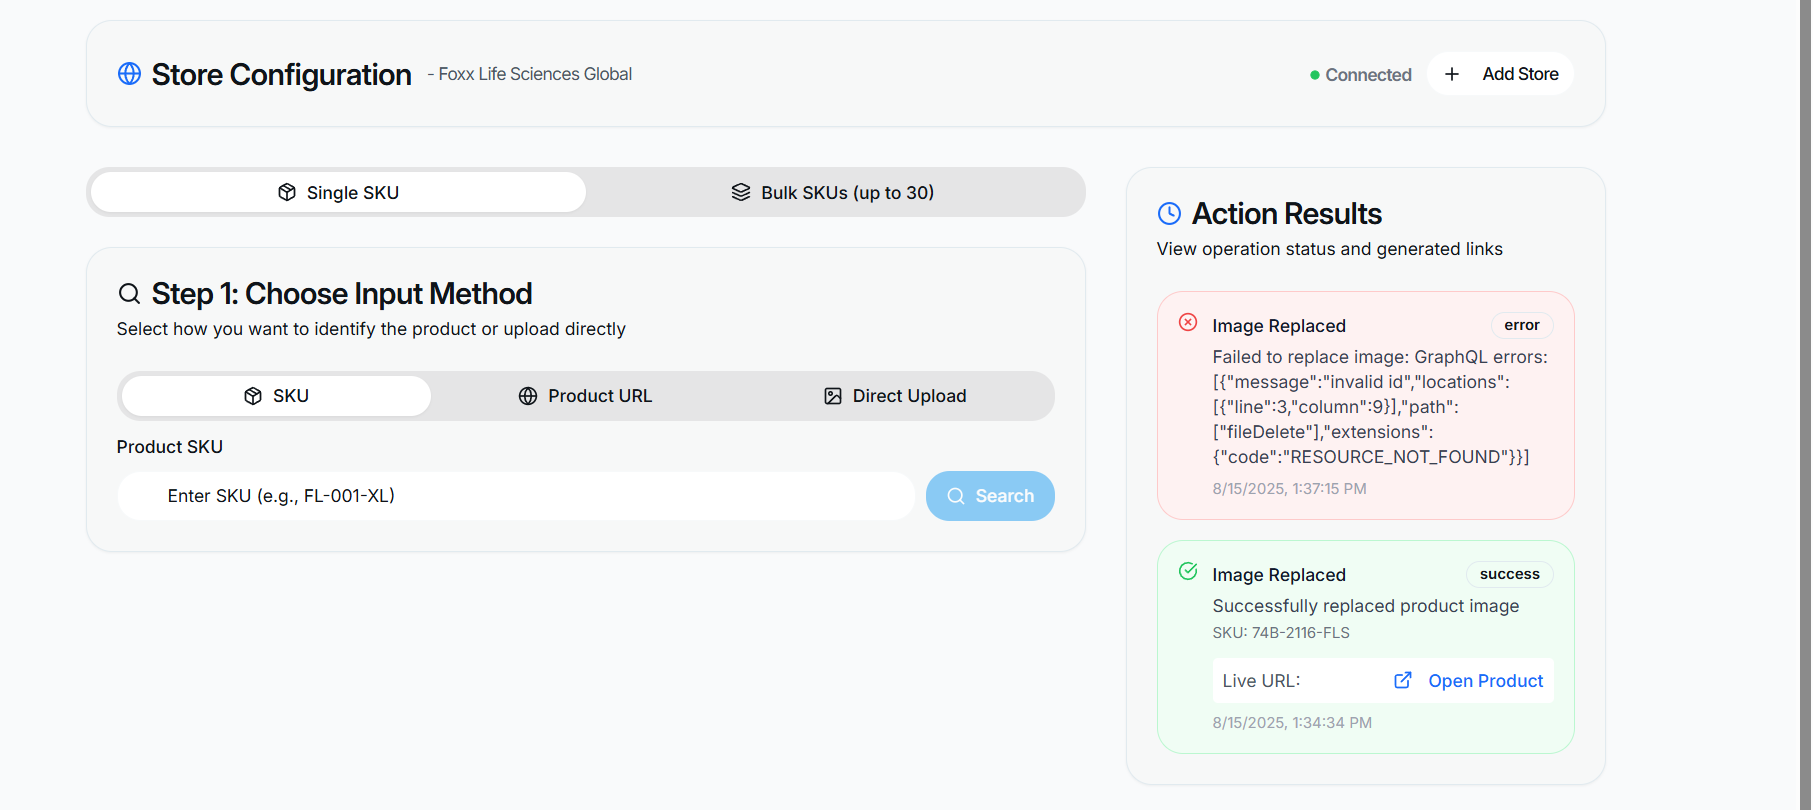 Store Configuration - Foxx Life Sciences Global
Connected
Add Store
Single SKU
Bulk SKUs (up to 30)
Step 1: Choose Input Method
Select how you want to identify the product or upload directly
SKU
Product URL
Direct Upload
Product SKU
Enter SKU (e.g., FL-001-XL)
Search
Action Results
View operation status and generated links
Image Replaced
error
Failed to replace image: GraphQL errors:
[{"message":"invalid id","locations":
[{"line":3,"column":9}],"path":
["fileDelete"],"extensions":
{"code":"RESOURCE_NOT_FOUND"}}]
8/15/2025, 1:37:15 PM
Image Replaced
success
Successfully replaced product image
SKU: 74B-2116-FLS
Live URL:
Open Product
8/15/2025, 1:34:34 PM